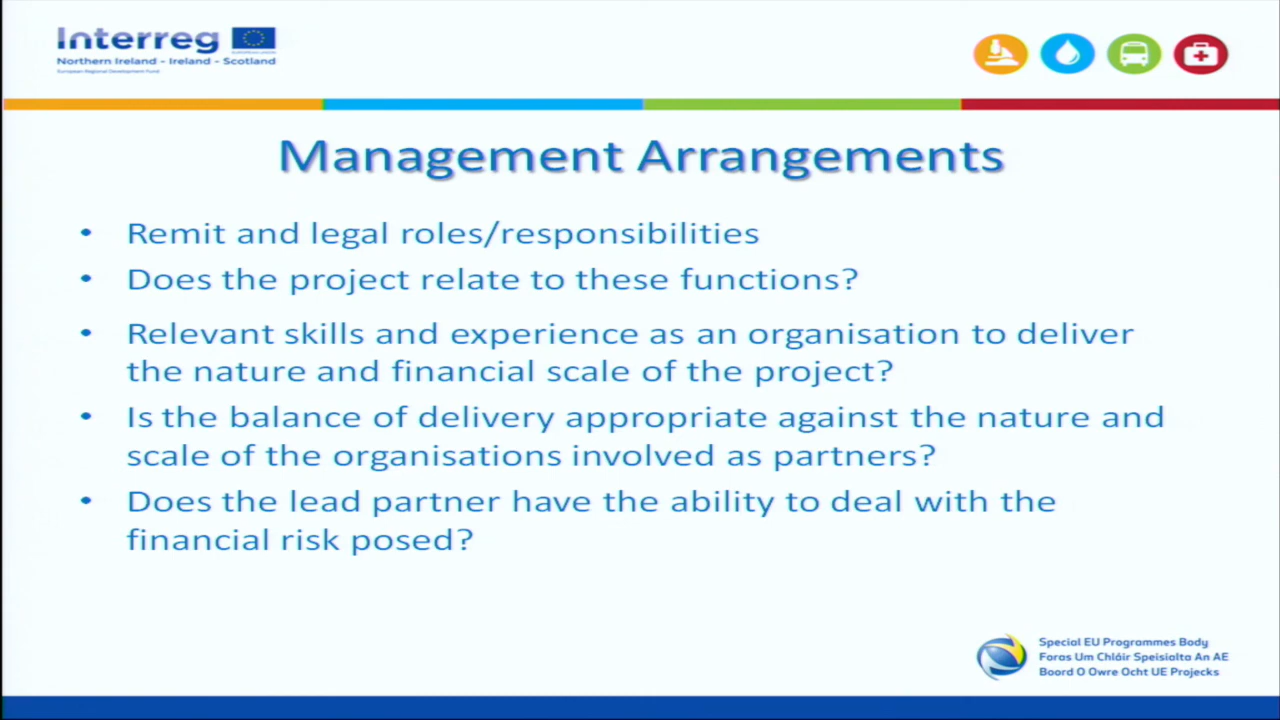 Interreg
EUROPEAN UNION
Northern Ireland - Ireland - Scotland
European Regional Development Fund
Management Arrangements
• Remit and legal roles/responsibilities
• Does the project relate to these functions?
• Relevant skills and experience as an organisation to deliver
the nature and financial scale of the project?
• Is the balance of delivery appropriate against the nature and
scale of the organisations involved as partners?
• Does the lead partner have the ability to deal with the
financial risk posed?
Special EU Programmes Body
Foras Um Chláir Speisialta An AE
Boord O Owre Ocht UE Projecks